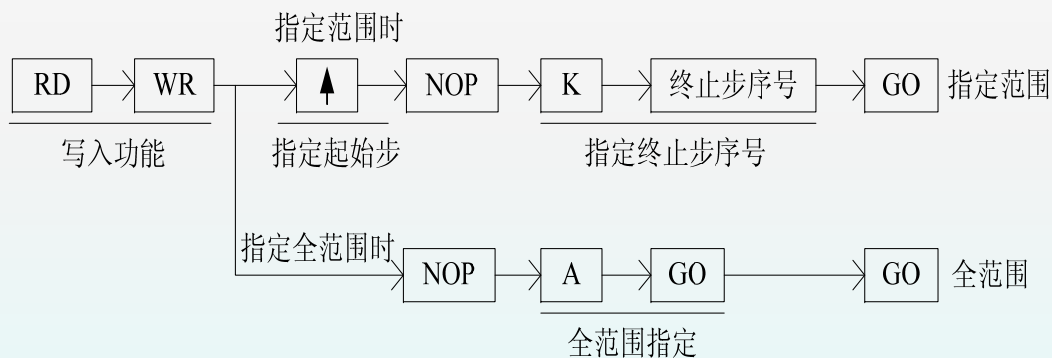 指定范围时
RD WR NOP K 终止步序号 GO 指定范围
写入功能 指定起始步 指定终止步序号
指定全范围时
NOP A GO GO 全范围
全范围指定